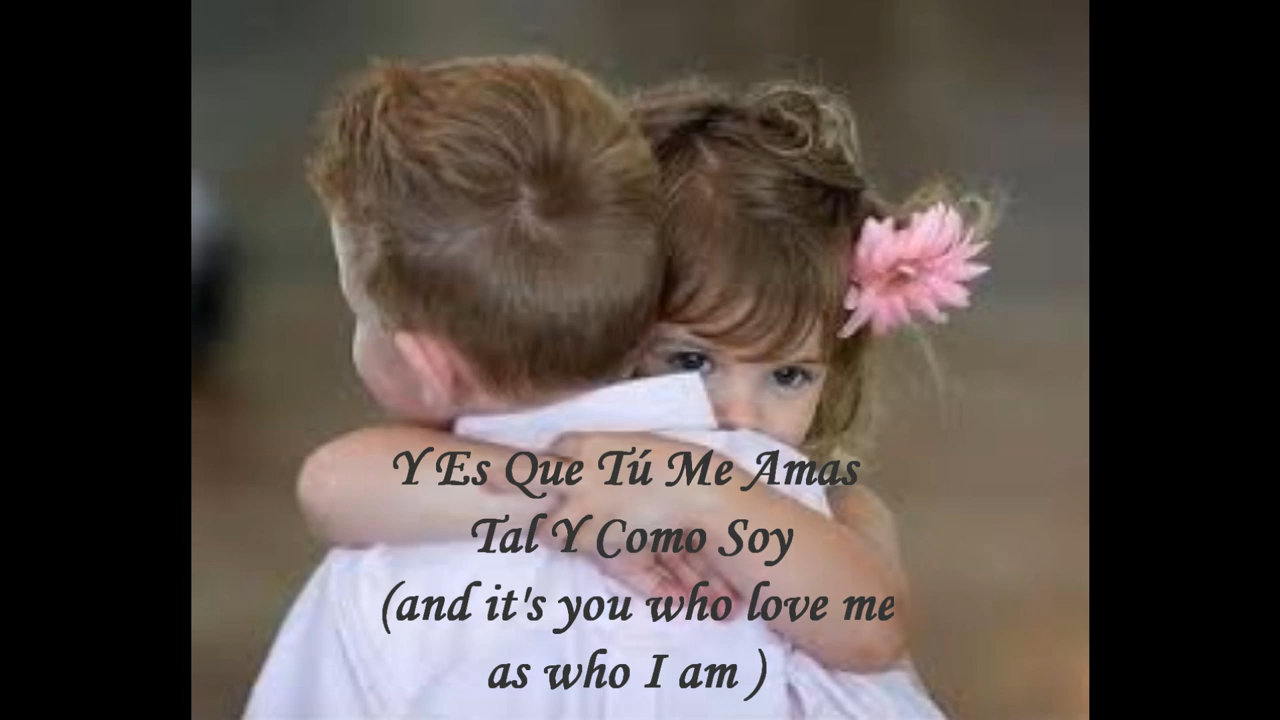 Y Es Que Tú Me Amas
Tal Y Como Soy
(and it's you who love me
as who I am )